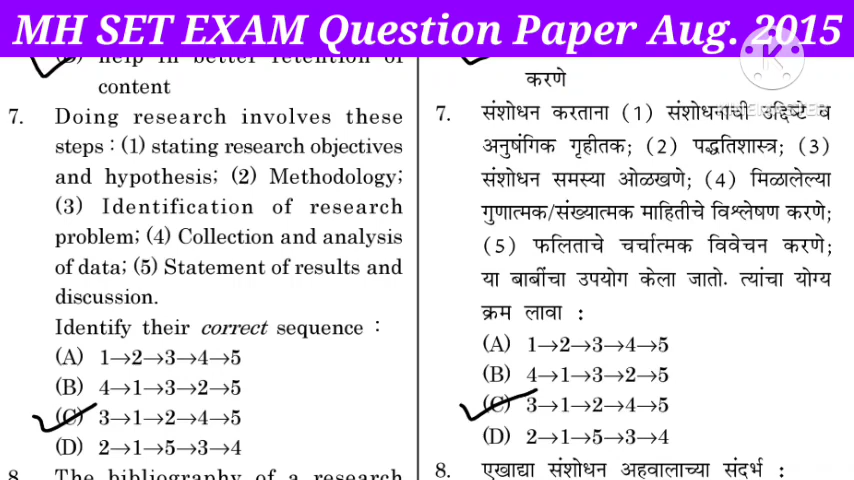 MH SET EXAM Question Paper Aug. 2015
help in better retention of
content
7. Doing research involves these
steps : (1) stating research objectives
and hypothesis; (2) Methodology;
(3) Identification of research
problem; (4) Collection and analysis
of data; (5) Statement of results and
discussion.
Identify their correct sequence :
(A) 1→2→3→4→5
(B) 4→1→3→2→5
(C) 3→1→2→4→5
(D) 2→1→5→3→4
8. The bibliography of a research
करणे
7. संशोधन करताना (1) संशोधनाची उद्दिष्टे व
अनुषंगिक गृहीतक; (2) पद्धतिशास्त्र; (3)
संशोधन समस्या ओळखणे; (4) मिळालेल्या
गुणात्मक/संख्यात्मक माहितीचे विश्लेषण करणे;
(5) फलिताचे चर्चात्मक विवेचन करणे;
या बाबींचा उपयोग केला जातो. त्यांचा योग्य
क्रम लावा :
(A) 1→2→3→4→5
(B) 4→1→3→2→5
(C) 3→1→2→4→5
(D) 2→1→5→3→4
8. एखाद्या संशोधन अहवालाच्या संदर्भ :